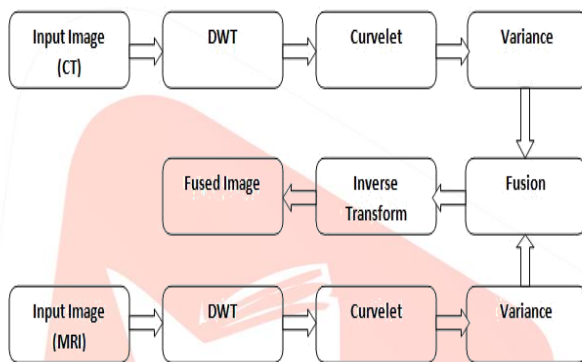 Input Image
(CT)
DWT
Curvelet
Variance
Fused Image
Inverse
Transform
Fusion
Input Image
(MRI)
DWT
Curvelet
Variance